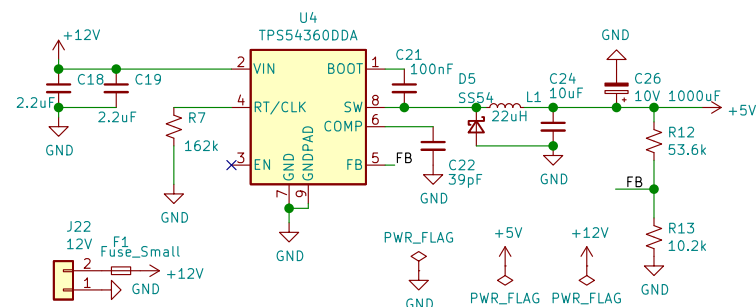 U4
TPS54360DDA
+12V
C18
2.2uF
C19
2.2uF
GND
2
VIN
BOOT
1
C21
100nF
4
RT/CLK
SW
8
COMP
6
3
EN
GND
GNDPAD
FB
5
FB
7
9
GND
R7
162k
GND
C22
39pF
GND
D5
SS54
L1
22uH
C24
10uF
GND
GND
C26
10V
1000uF
+
+5V
R12
53.6k
FB
R13
10.2k
GND
J22
12V
2
1
F1
Fuse_Small
+12V
GND
PWR_FLAG
GND
+5V
PWR_FLAG
+12V
PWR_FLAG